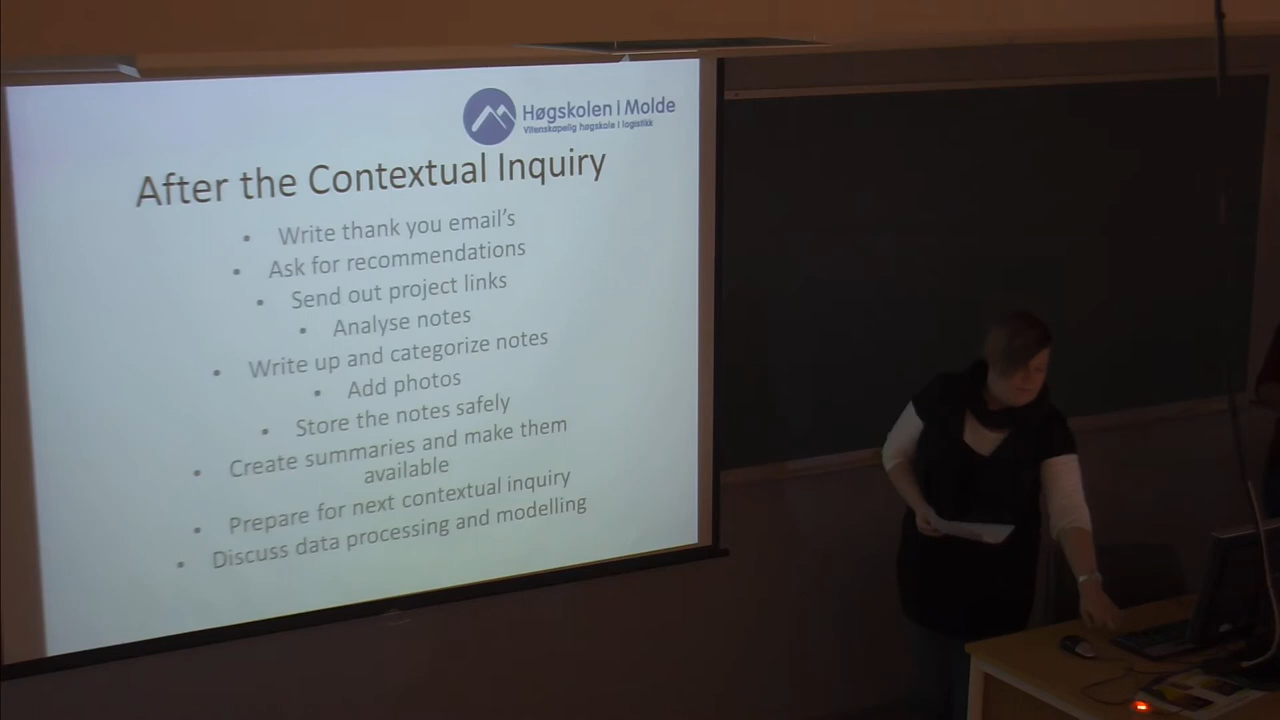 Høgskolen i Molde
Vitenskapelig høgskole i logistikk
After the Contextual Inquiry
• Write thank you email's
• Ask for recommendations
• Send out project links
• Analyse notes
• Write up and categorize notes
• Add photos
• Store the notes safely
• Create summaries and make them
available
• Prepare for next contextual inquiry
• Discuss data processing and modelling